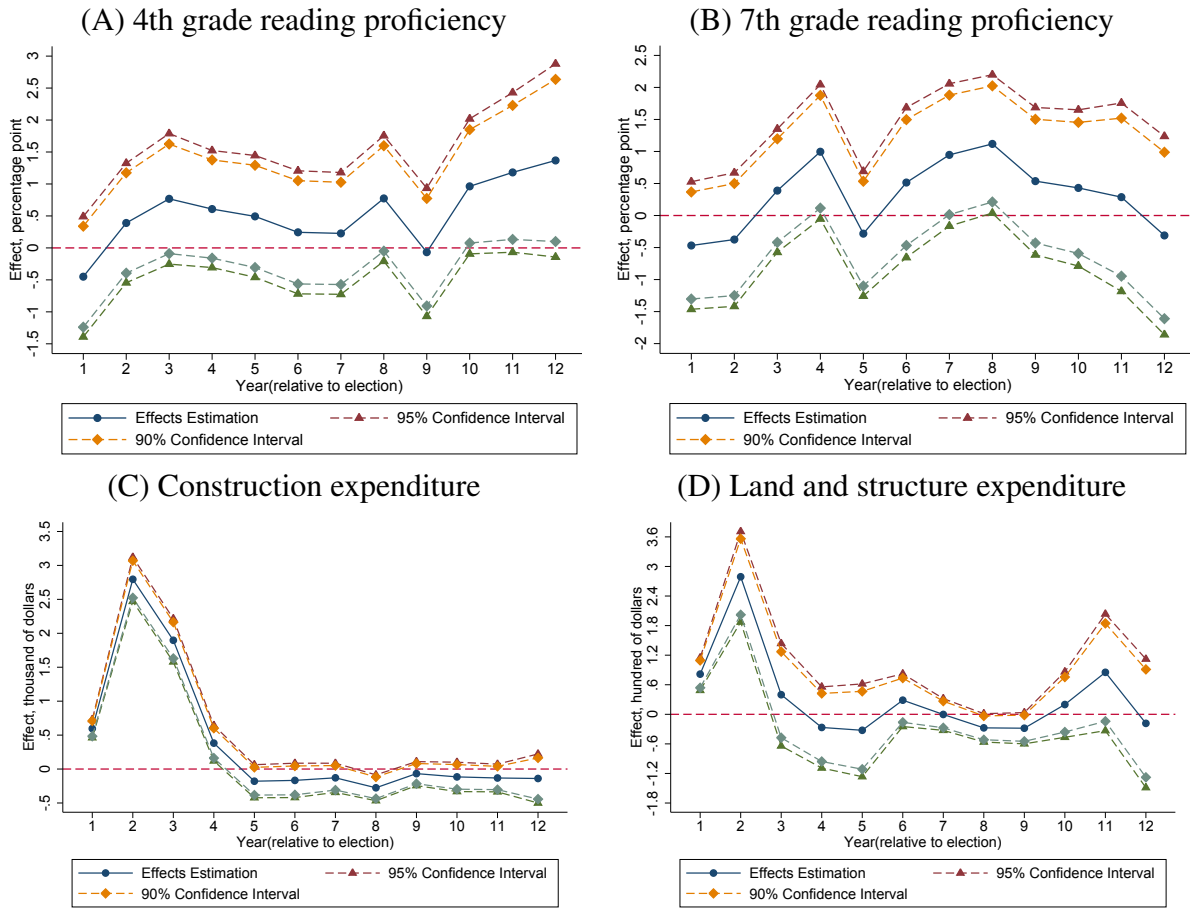 (A) 4th grade reading proficiency
Effect, percentage point
3
2.5
2
1.5
1
.5
0
-.5
-1
-1.5
1 2 3 4 5 6 7 8 9 10 11 12
Year(relative to election)
Effects Estimation
95% Confidence Interval
90% Confidence Interval
(B) 7th grade reading proficiency
Effect, percentage point
2.5
2
1.5
1
.5
0
-.5
-1
-1.5
-2
1 2 3 4 5 6 7 8 9 10 11 12
Year(relative to election)
Effects Estimation
95% Confidence Interval
90% Confidence Interval
(C) Construction expenditure
Effect, thousand of dollars
3.5
3
2.5
2
1.5
1
.5
0
-.5
1 2 3 4 5 6 7 8 9 10 11 12
Year(relative to election)
Effects Estimation
95% Confidence Interval
90% Confidence Interval
(D) Land and structure expenditure
Effect, hundred of dollars
3.6
3
2.4
1.8
1.2
.6
0
-.6
-1.2
-1.8
1 2 3 4 5 6 7 8 9 10 11 12
Year(relative to election)
Effects Estimation
95% Confidence Interval
90% Confidence Interval